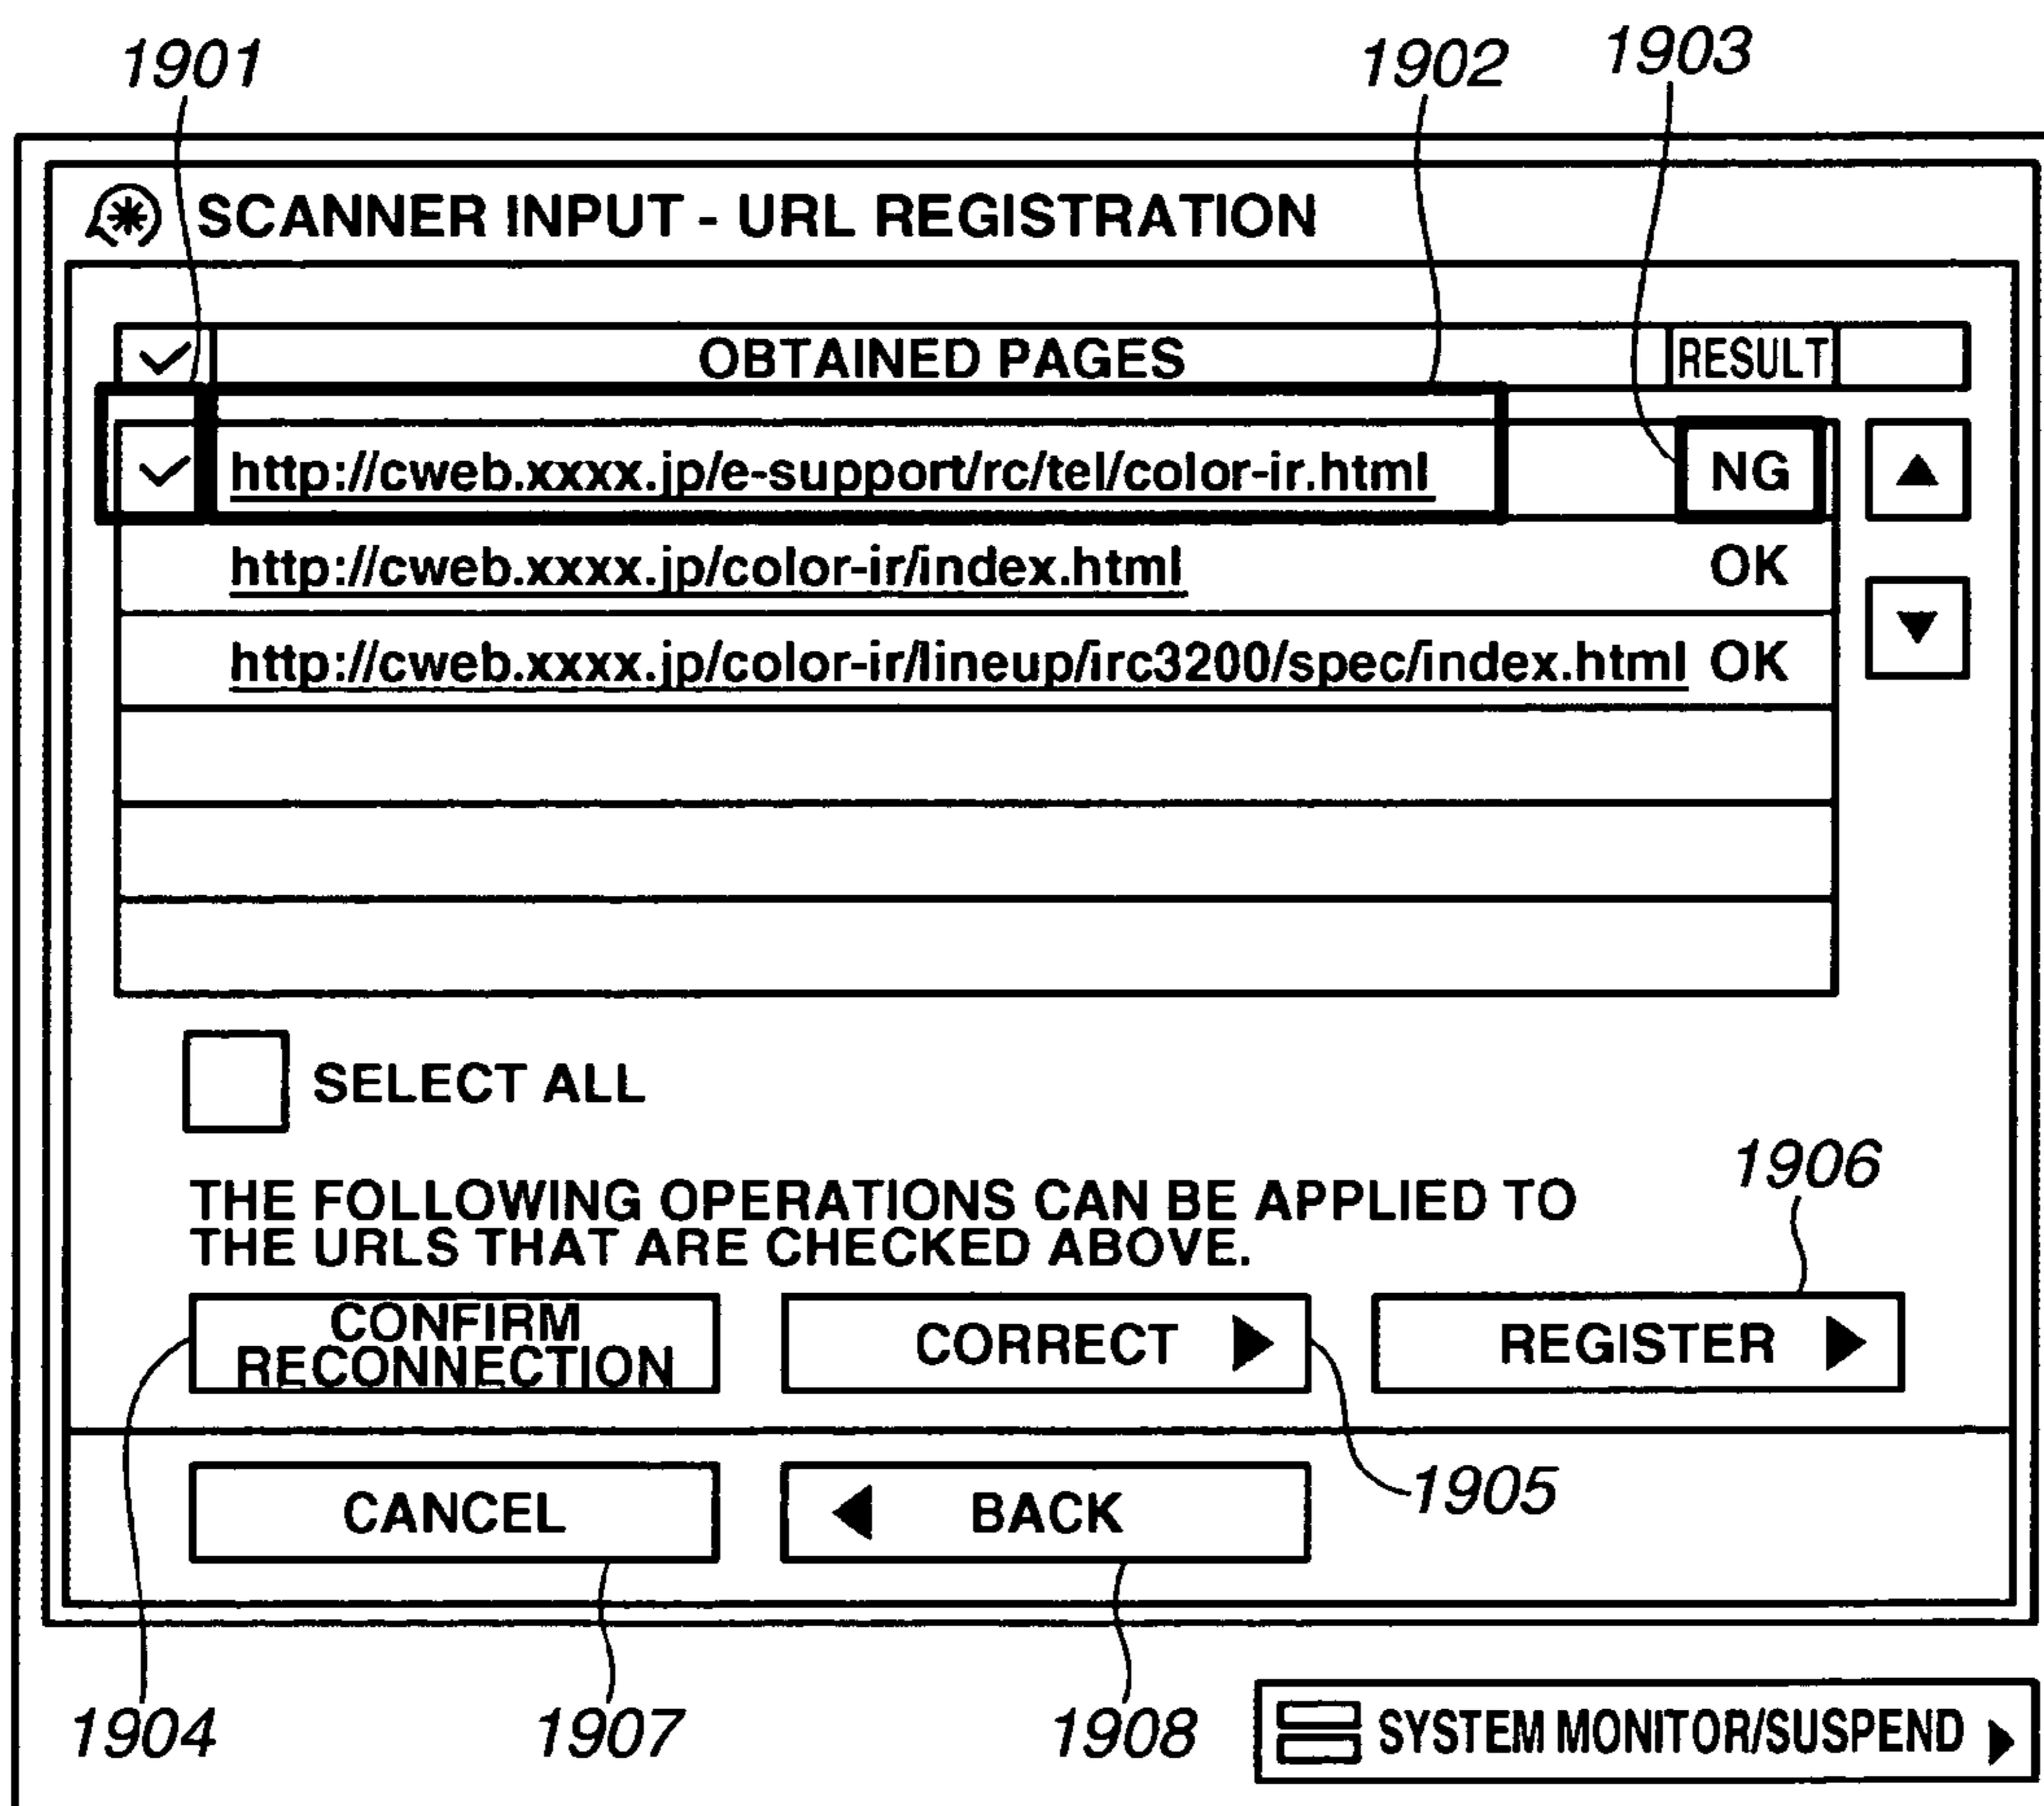 1901
1902
1903
SCANNER INPUT - URL REGISTRATION
OBTAINED PAGES RESULT
http://cweb.xxxx.jp/e-support/rc/tel/color-ir.html NG
http://cweb.xxxx.jp/color-ir/index.html OK
http://cweb.xxxx.jp/color-ir/lineup/irc3200/spec/index.html OK
SELECT ALL
1906
THE FOLLOWING OPERATIONS CAN BE APPLIED TO
THE URLS THAT ARE CHECKED ABOVE.
CONFIRM
RECONNECTION
CORRECT
REGISTER
CANCEL
BACK
1905
1904
1907
1908
SYSTEM MONITOR/SUSPEND